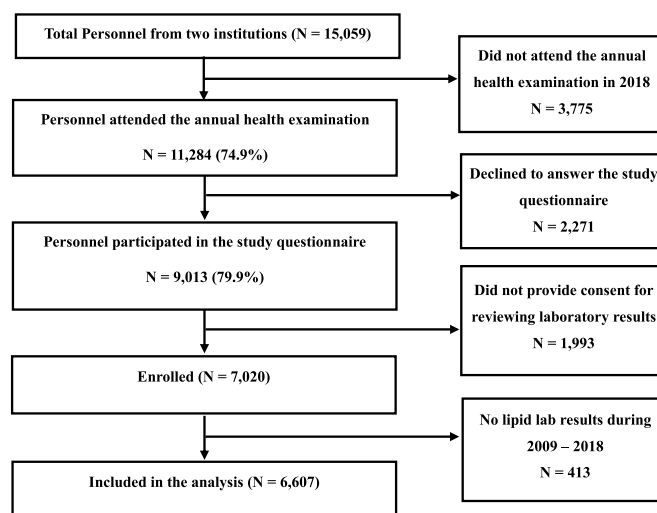 Total Personnel from two institutions (N = 15,059)
Did not attend the annual
health examination in 2018
N = 3,775
Personnel attended the annual health examination
N = 11,284 (74.9%)
Declined to answer the study
questionnaire
N = 2,271
Personnel participated in the study questionnaire
N = 9,013 (79.9%)
Did not provide consent for
reviewing laboratory results
N = 1,993
Enrolled (N = 7,020)
No lipid lab results during
2009 – 2018
N = 413
Included in the analysis (N = 6,607)